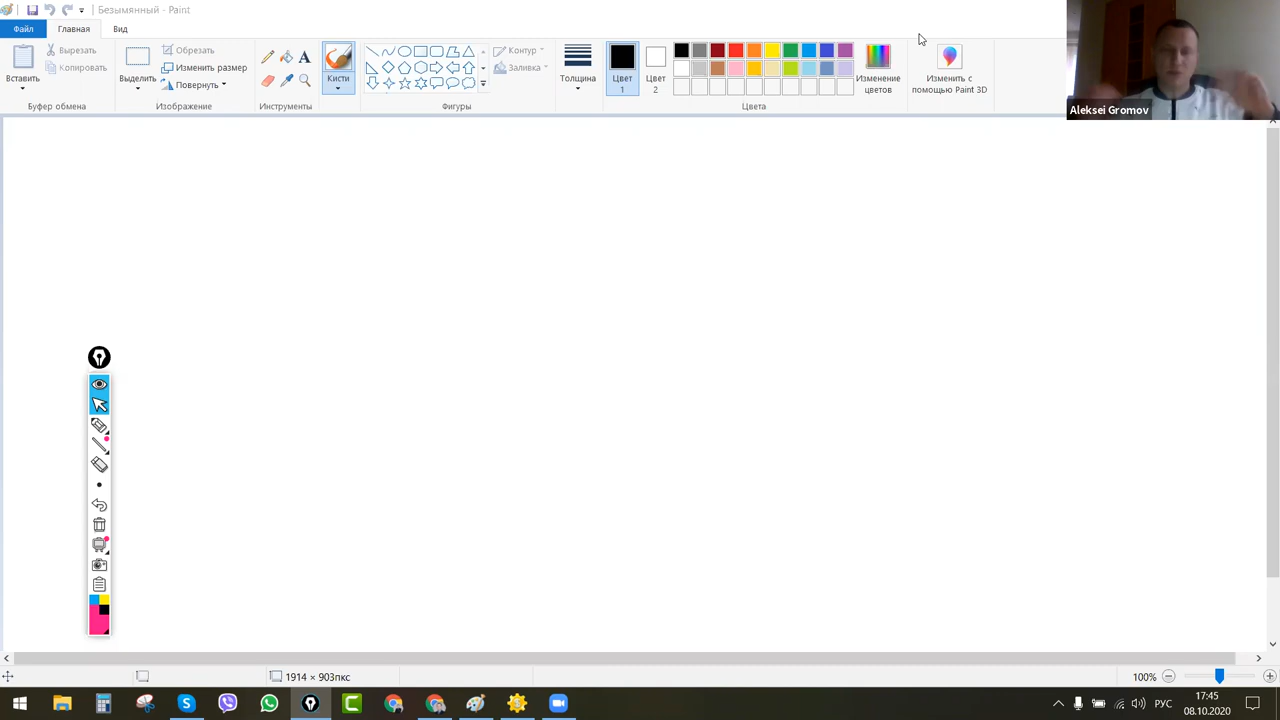 Безымянный - Paint
Файл
Главная
Вид
Вставить
Вырезать
Копировать
Буфер обмена
Выделить
Обрезать
Изменить размер
Повернуть
Изображение
A
Инструменты
Кисти
Контур
Заливка
Фигуры
Толщина
Цвет
1
Цвет
2
Изменение
цветов
Цвета
Изменить с
помощью Paint 3D
Aleksei Gromov
1914 × 903пкс
100%
РУС
17:45
08.10.2020